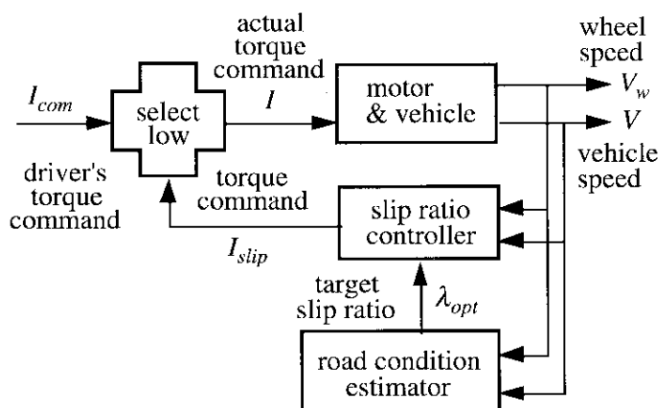 actual
torque
command
I
I_com
driver's
torque
command
select
low
motor
& vehicle
wheel
speed
V_w
V
vehicle
speed
torque
command
I_slip
slip ratio
controller
target
slip ratio
λ_opt
road condition
estimator